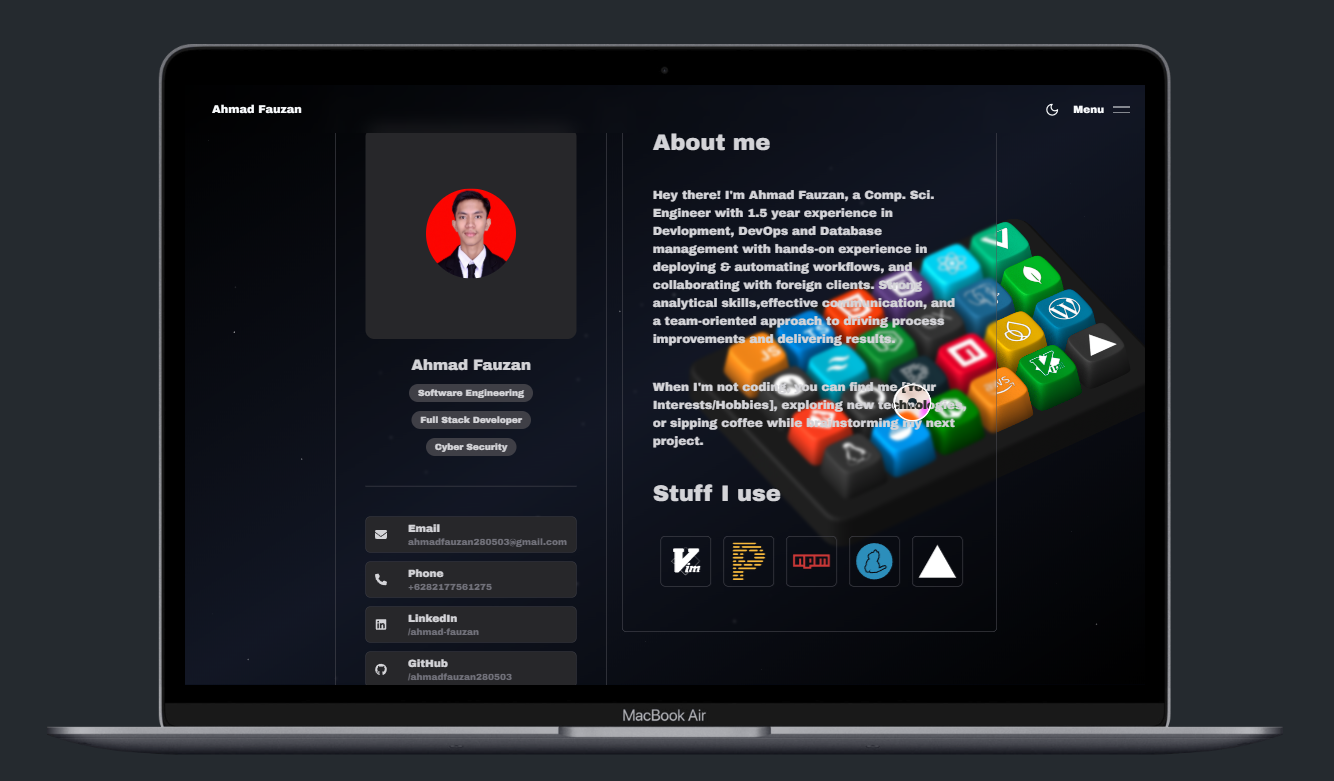 Ahmad Fauzan
Menu
Ahmad Fauzan
Software Engineering
Full Stack Developer
Cyber Security
Email
ahmadfauzan280503@gmail.com
Phone
+6282177561275
LinkedIn
/ahmad-fauzan
GitHub
/ahmadfauzan280503
About me
Hey there! I'm Ahmad Fauzan, a Comp. Sci.
Engineer with 1.5 year experience in
Devlopment, DevOps and Database
management with hands-on experience in
deploying & automating workflows, and
collaborating with foreign clients. Strong
analytical skills,effective communication, and
a team-oriented approach to driving process
improvements and delivering results.
When I'm not coding, you can find me [Your
Interests/Hobbies], exploring new technologies,
or sipping coffee while brainstorming my next
project.
Stuff I use
Vim
npm
JS
TS
aws
MacBook Air